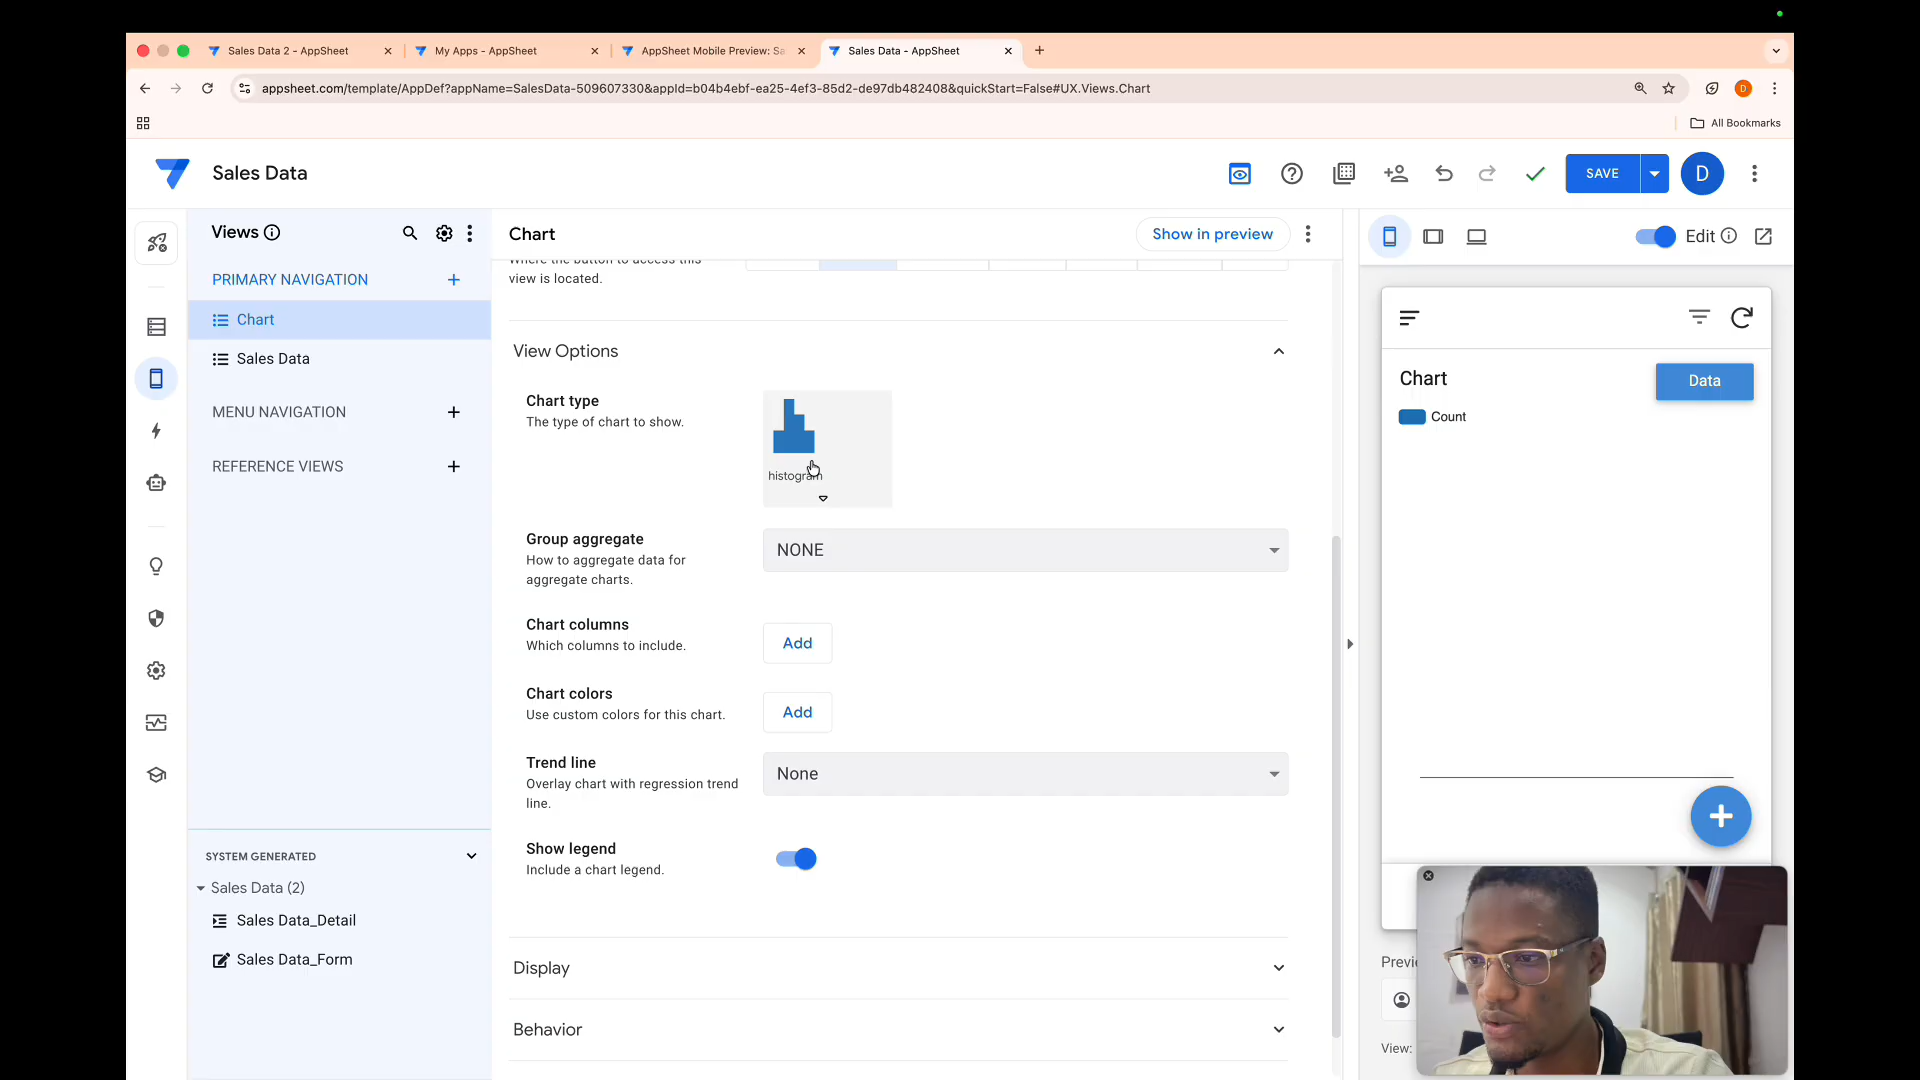 Sales Data 2 - AppSheet
My Apps - AppSheet
AppSheet Mobile Preview: Sa
Sales Data - AppSheet
appsheet.com/template/AppDef?appName=SalesData-509607330&appId=b04b4ebf-ea25-4ef3-85d2-de97db482408&quickStart=False#UX.Views.Chart
D
All Bookmarks
Sales Data
SAVE
D
Views
Chart
Show in preview
Edit
PRIMARY NAVIGATION
Chart
Sales Data
MENU NAVIGATION
REFERENCE VIEWS
SYSTEM GENERATED
Sales Data (2)
Sales Data_Detail
Sales Data_Form
Where the button to access this
view is located.
View Options
Chart type
The type of chart to show.
histogram
Group aggregate
How to aggregate data for
aggregate charts.
NONE
Chart columns
Which columns to include.
Add
Chart colors
Use custom colors for this chart.
Add
Trend line
Overlay chart with regression trend
line.
None
Show legend
Include a chart legend.
Display
Behavior
Chart
Data
Count
View: